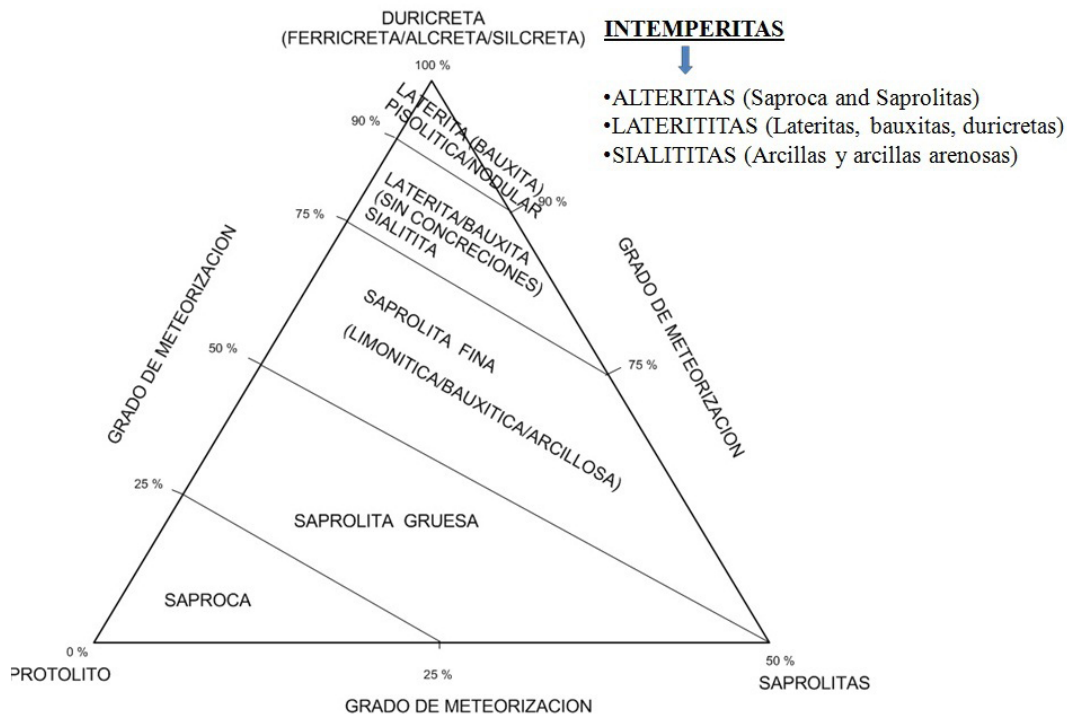 DURICRETA
(FERRICRETA/ALCRETA/SILCRETA)
100 %
INTEMPERITAS
•ALTERITAS (Saproca and Saprolitas)
•LATERITITAS (Lateritas, bauxitas, duricretas)
•SIALITITAS (Arcillas y arcillas arenosas)
LATERITA (BAUXITA)
PISOLITICA/NODULAR
90 %
90 %
LATERITA/BAUXITA
(SIN CONCRECIONES)
SIALITITA
75 %
75 %
GRADO DE METEORIZACION
GRADO DE METEORIZACION
SAPROLITA FINA
(LIMONITICA/BAUXITICA/ARCILLOSA)
50 %
25 %
SAPROLITA GRUESA
SAPROCA
0 %
PROTOLITO
25 %
50 %
SAPROLITAS
GRADO DE METEORIZACION